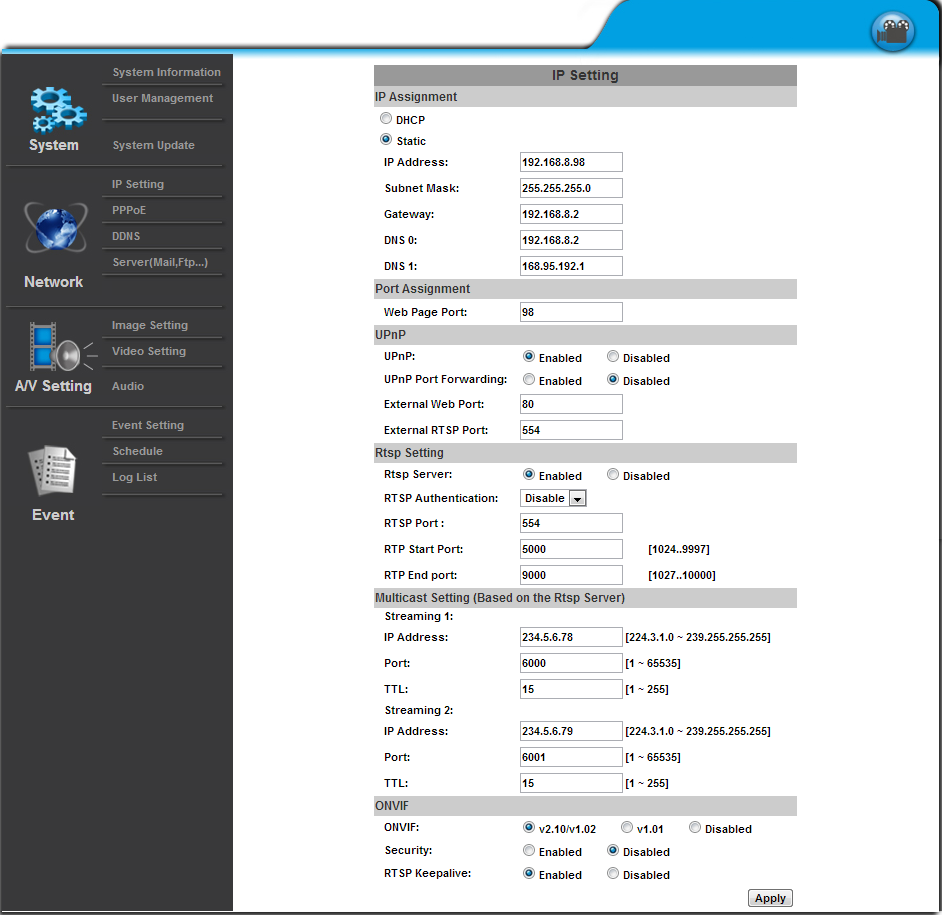 System Information
User Management
System
System Update
IP Setting
PPPoE
DDNS
Server(Mail,Ftp...)
Network
Image Setting
Video Setting
A/V Setting
Audio
Event Setting
Schedule
Log List
Event
IP Setting
IP Assignment
DHCP
Static
IP Address: 192.168.8.98
Subnet Mask: 255.255.255.0
Gateway: 192.168.8.2
DNS 0: 192.168.8.2
DNS 1: 168.95.192.1
Port Assignment
Web Page Port: 98
UPnP
UPnP: Enabled Disabled
UPnP Port Forwarding: Enabled Disabled
External Web Port: 80
External RTSP Port: 554
Rtsp Setting
Rtsp Server: Enabled Disabled
RTSP Authentication: Disable
RTSP Port : 554
RTP Start Port: 5000 [1024..9997]
RTP End port: 9000 [1027..10000]
Multicast Setting (Based on the Rtsp Server)
Streaming 1:
IP Address: 234.5.6.78 [224.3.1.0 ~ 239.255.255.255]
Port: 6000 [1 ~ 65535]
TTL: 15 [1 ~ 255]
Streaming 2:
IP Address: 234.5.6.79 [224.3.1.0 ~ 239.255.255.255]
Port: 6001 [1 ~ 65535]
TTL: 15 [1 ~ 255]
ONVIF
ONVIF: v2.10/v1.02 v1.01 Disabled
Security: Enabled Disabled
RTSP Keepalive: Enabled Disabled
Apply